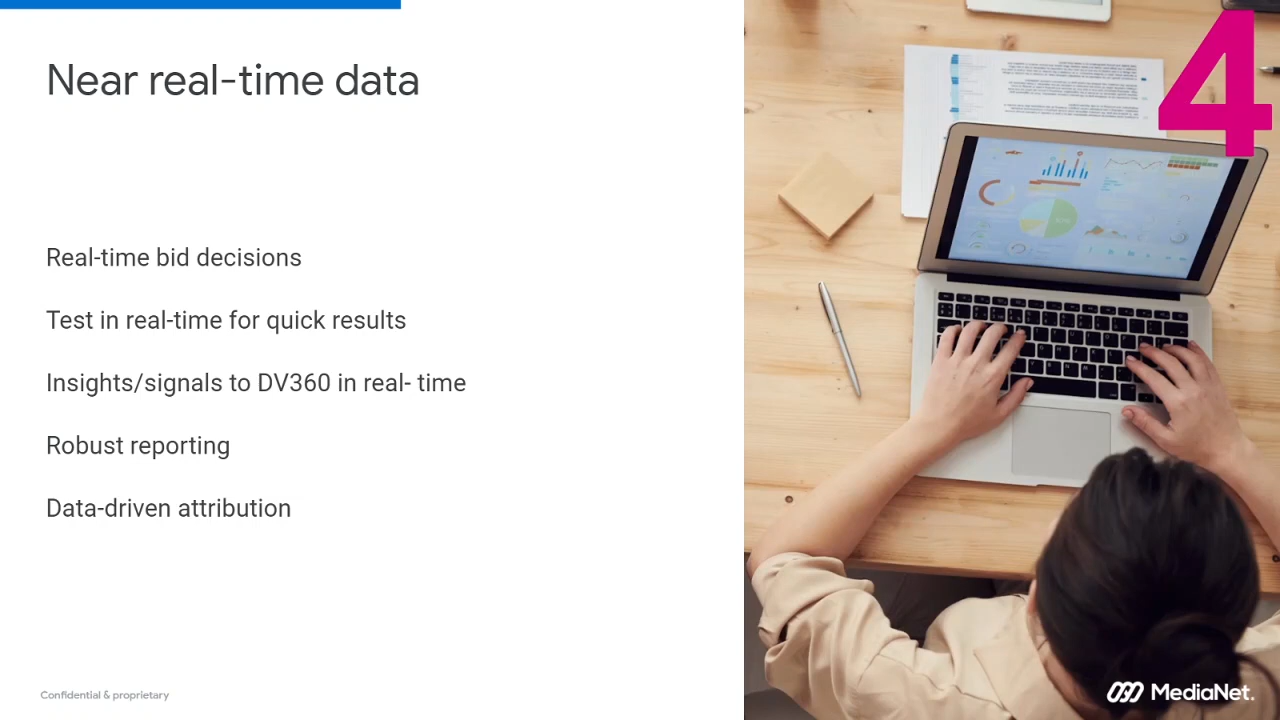 Near real-time data
4
Real-time bid decisions
Test in real-time for quick results
Insights/signals to DV360 in real- time
Robust reporting
Data-driven attribution
Confidential & proprietary
MediaNet.